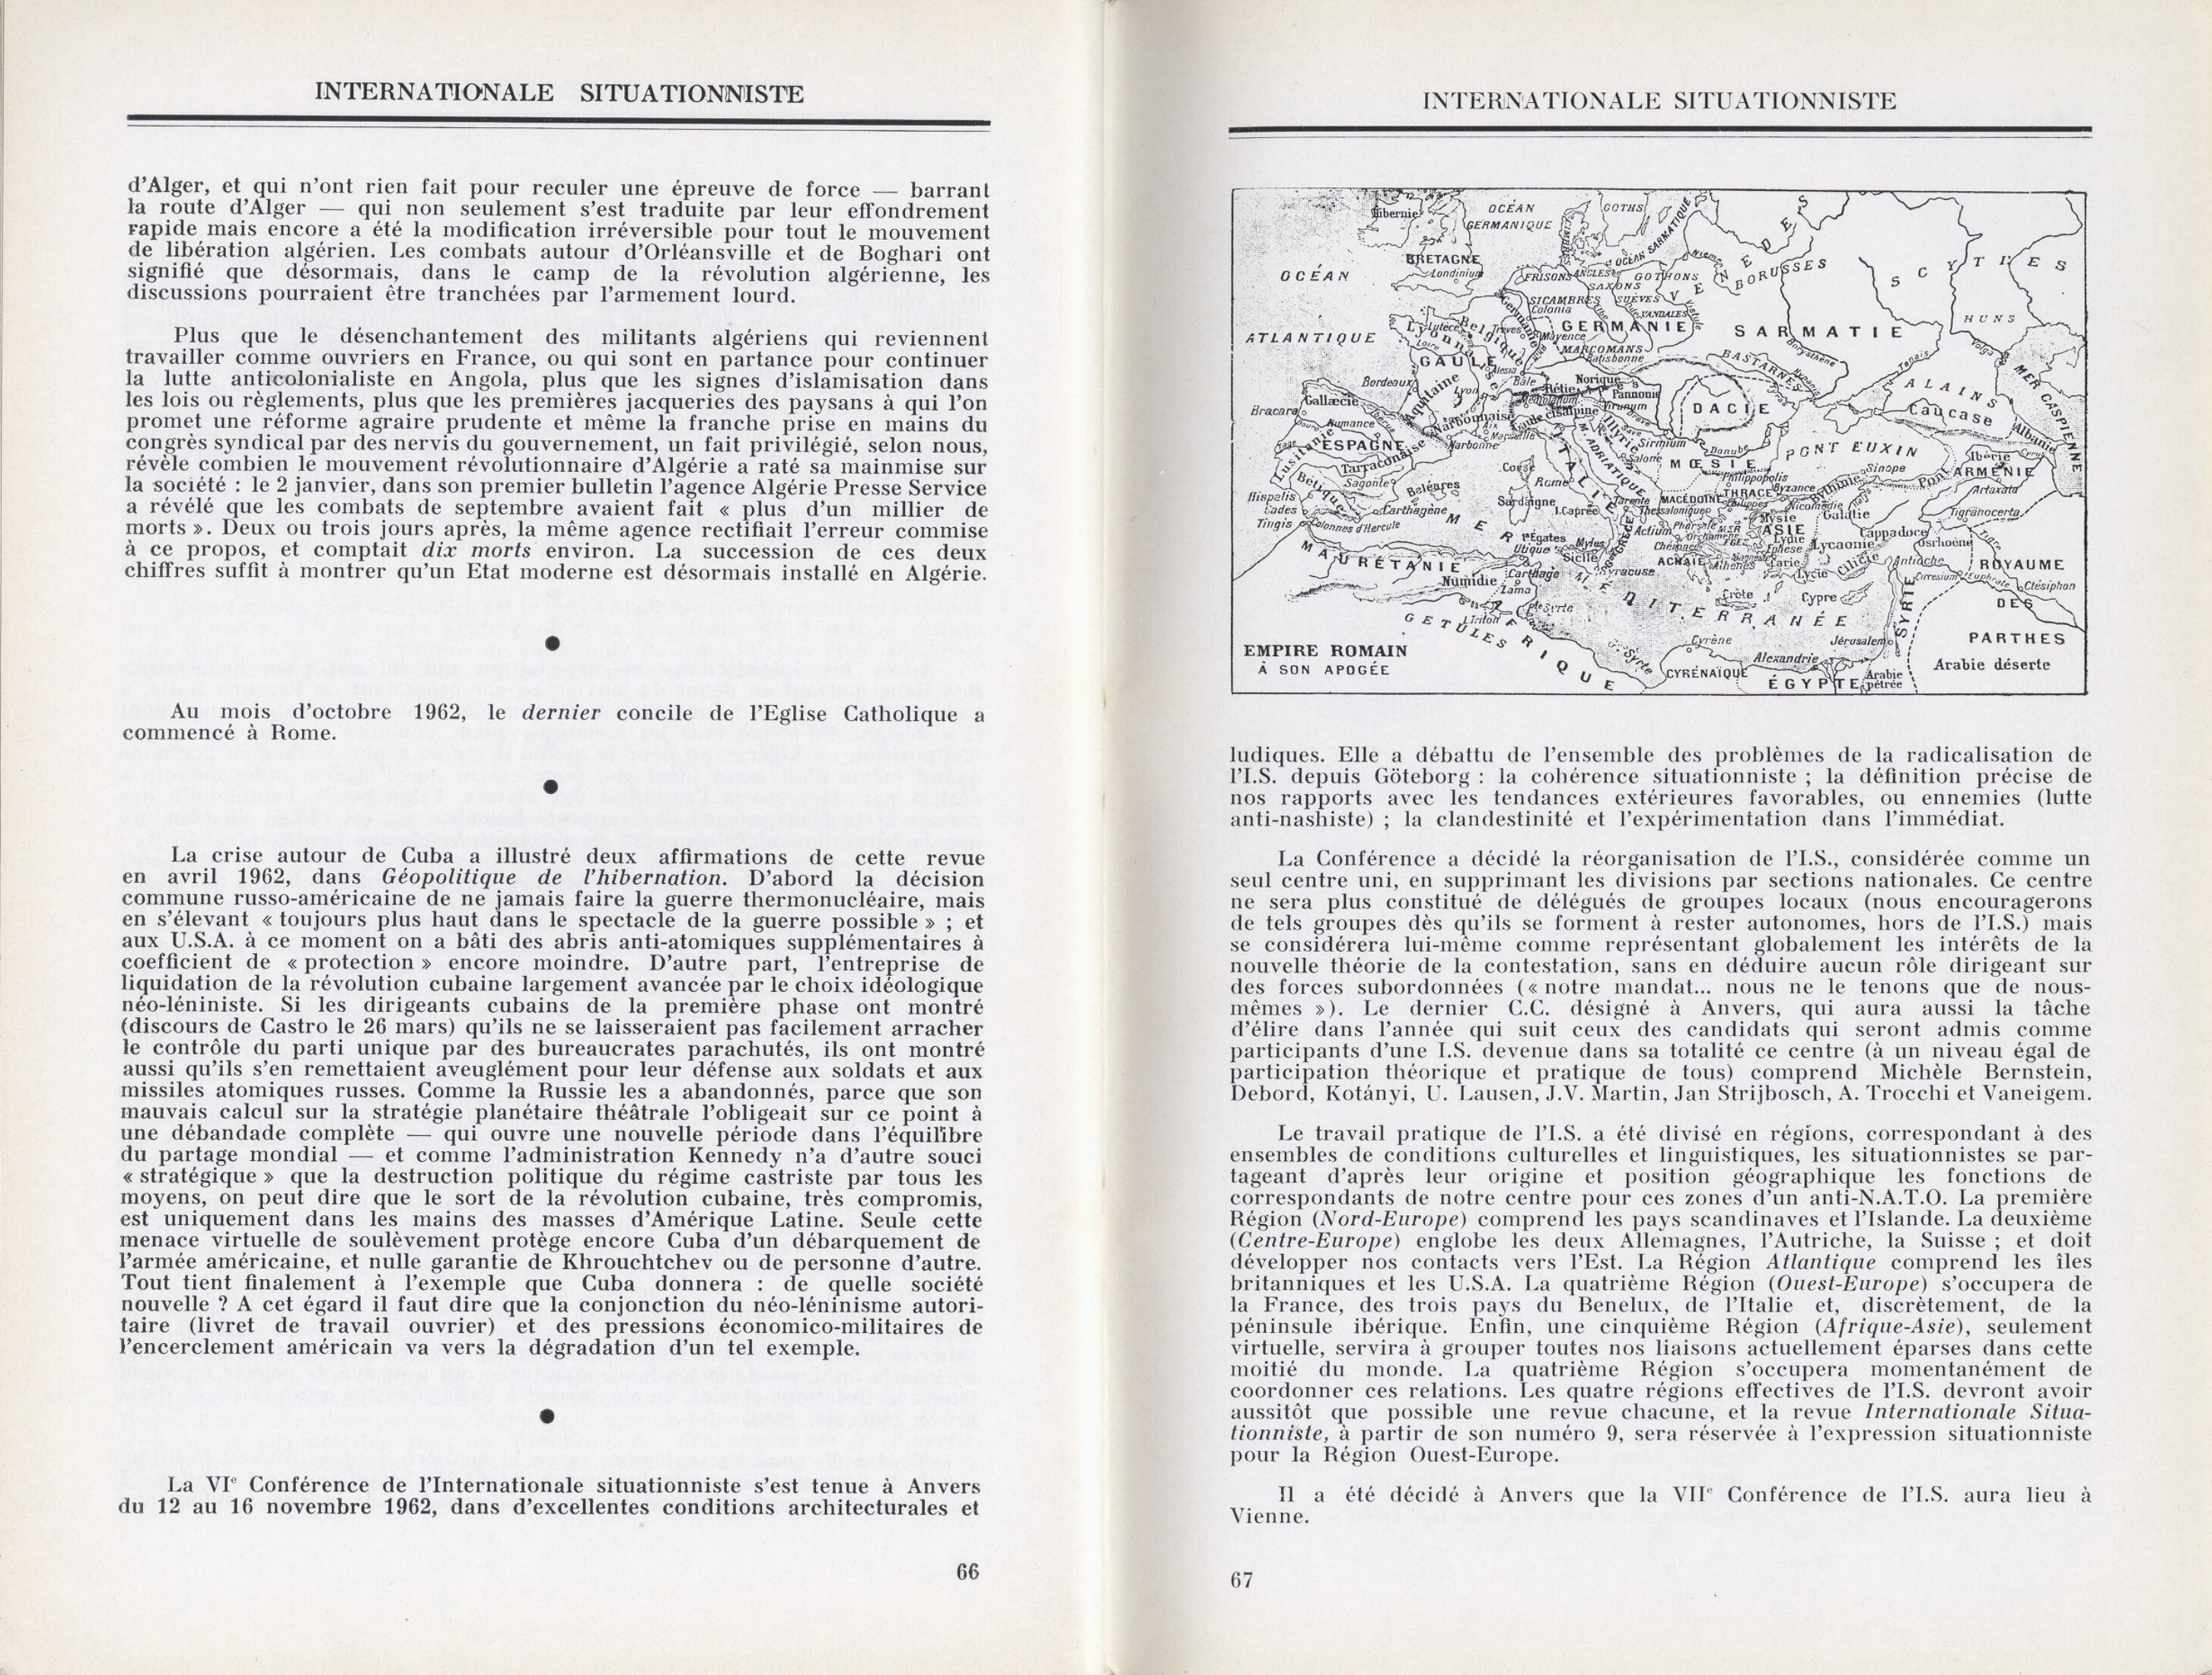 INTERNATIONALE SITUATIONNISTE
d'Alger, et qui n'ont rien fait pour reculer une épreuve de force — barrant
la route d'Alger — qui non seulement s'est traduite par leur effondrement
rapide mais encore a été la modification irréversible pour tout le mouvement
de libération algérien. Les combats autour d'Orléansville et de Boghari ont
signifié que désormais, dans le camp de la révolution algérienne, les
discussions pourraient être tranchées par l'armement lourd.
Plus que le désenchantement des militants algériens qui reviennent
travailler comme ouvriers en France, ou qui sont en partance pour continuer
la lutte anticolonialiste en Angola, plus que les signes d'islamisation dans
les lois ou règlements, plus que les premières jacqueries des paysans à qui l'on
promet une réforme agraire prudente et même la franche prise en mains du
congrès syndical par des nervis du gouvernement, un fait privilégié, selon nous,
révèle combien le mouvement révolutionnaire d'Algérie a raté sa mainmise sur
la société : le 2 janvier, dans son premier bulletin l'agence Algérie Presse Service
a révélé que les combats de septembre avaient fait « plus d'un millier de
morts ». Deux ou trois jours après, la même agence rectifiait l'erreur commise
à ce propos, et comptait dix morts environ. La succession de ces deux
chiffres suffit à montrer qu'un Etat moderne est désormais installé en Algérie.
●
Au mois d'octobre 1962, le dernier concile de l'Eglise Catholique a
commencé à Rome.
●
La crise autour de Cuba a illustré deux affirmations de cette revue
en avril 1962, dans Géopolitique de l'hibernation. D'abord la décision
commune russo-américaine de ne jamais faire la guerre thermonucléaire, mais
en s'élevant « toujours plus haut dans le spectacle de la guerre possible » ; et
aux U.S.A. à ce moment on a bâti des abris anti-atomiques supplémentaires à
coefficient de « protection » encore moindre. D'autre part, l'entreprise de
liquidation de la révolution cubaine largement avancée par le choix idéologique
néo-léniniste. Si les dirigeants cubains de la première phase ont montré
(discours de Castro le 26 mars) qu'ils ne se laisseraient pas facilement arracher
le contrôle du parti unique par des bureaucrates parachutés, ils ont montré
aussi qu'ils s'en remettaient aveuglément pour leur défense aux soldats et aux
missiles atomiques russes. Comme la Russie les a abandonnés, parce que son
mauvais calcul sur la stratégie planétaire théâtrale l'obligeait sur ce point à
une débandade complète — qui ouvre une nouvelle période dans l'équilibre
du partage mondial — et comme l'administration Kennedy n'a d'autre souci
« stratégique » que la destruction politique du régime castriste par tous les
moyens, on peut dire que le sort de la révolution cubaine, très compromis,
est uniquement dans les mains des masses d'Amérique Latine. Seule cette
menace virtuelle de soulèvement protège encore Cuba d'un débarquement de
l'armée américaine, et nulle garantie de Khrouchtchev ou de personne d'autre.
Tout tient finalement à l'exemple que Cuba donnera : de quelle société
nouvelle ? A cet égard il faut dire que la conjonction du néo-léninisme autori-
taire (livret de travail ouvrier) et des pressions économico-militaires de
l'encerclement américain va vers la dégradation d'un tel exemple.
●
La VIe Conférence de l'Internationale situationniste s'est tenue à Anvers
du 12 au 16 novembre 1962, dans d'excellentes conditions architecturales et
66
INTERNATIONALE SITUATIONNISTE
Hibernie
OCÉAN
GERMANIQUE
GOTHS
OCÉAN SARMATIQUE
VENEDES
BRETAGNE
Londinium
OCÉAN
ATLANTIQUE
FRISONS
ANGLES
SAXONS
GOTHONS
BORUSSES
SCYTHES
HUNS
SICAMBRES
Colonia
SUÈVES
VANDALES
Vistule
GERMANIE
SARMATIE
Lutèce
Belgique
Trèves
Mayence
Loire
Lyonnaise
MARCOMANS
Ratisbonne
BASTARNES
Borysthène
Tanaïs
Volga
MER CASPIENNE
GAULE
Alesia
Bâle
Bordeaux
Aquitaine
Lyon
Rétie
Norique
Pannonie
DACIE
ALAINS
Caucase
Albanie
Bracara
Gallæcie
Numance
Narbonnaise
Narbonne
Marseille
Illyrie
Sirmium
Danube
PONT EUXIN
ESPAGNE
Lusitanie
Tarraconaise
Sagonte
Bétique
Baléares
Corse
ITALIE
ADRIATIQUE
Salone
MŒSIE
Philippopolis
Sinope
Ibérie
ARMÉNIE
Artaxata
Hispalis
Gades
Tingis
Carthagène
Colonnes d'Hercule
Rome
Sardaigne
I. Caprée
Tarente
MACÉDOINE
THRACE
Byzance
Bithynie
Pont
Thessalonique
Philippes
Nicomédie
Galatie
Tigranocerta
Actium
Pharsale
Mysie
ASIE
Lydie
Ephèse
Cappadoce
Lycaonie
Osrhoène
Tigre
GRÈCE
Iles Égates
Utique
Myles
Sicile
Syracuse
ACHAIE
Athènes
Carie
Lycie
Cilicie
Antioche
Circesium
Euphrate
Ctésiphon
ROYAUME
DES
PARTHES
MAURÉTANIE
Numidie
Carthage
Zama
MER MÉDITERRANÉE
Crète
Cypre
SYRIE
GETULES
L. Triton
Pte Syrte
AFRIQUE
Gde Syrte
Cyrène
CYRÉNAÏQUE
Alexandrie
Jérusalem
ÉGYPTE
Arabie
pétrée
Arabie déserte
EMPIRE ROMAIN
À SON APOGÉE
ludiques. Elle a débattu de l'ensemble des problèmes de la radicalisation de
l'I.S. depuis Göteborg : la cohérence situationniste ; la définition précise de
nos rapports avec les tendances extérieures favorables, ou ennemies (lutte
anti-nashiste) ; la clandestinité et l'expérimentation dans l'immédiat.
La Conférence a décidé la réorganisation de l'I.S., considérée comme un
seul centre uni, en supprimant les divisions par sections nationales. Ce centre
ne sera plus constitué de délégués de groupes locaux (nous encouragerons
de tels groupes dès qu'ils se forment à rester autonomes, hors de l'I.S.) mais
se considérera lui-même comme représentant globalement les intérêts de la
nouvelle théorie de la contestation, sans en déduire aucun rôle dirigeant sur
des forces subordonnées (« notre mandat... nous ne le tenons que de nous-
mêmes »). Le dernier C.C. désigné à Anvers, qui aura aussi la tâche
d'élire dans l'année qui suit ceux des candidats qui seront admis comme
participants d'une I.S. devenue dans sa totalité ce centre (à un niveau égal de
participation théorique et pratique de tous) comprend Michèle Bernstein,
Debord, Kotányi, U. Lausen, J.V. Martin, Jan Strijbosch, A. Trocchi et Vaneigem.
Le travail pratique de l'I.S. a été divisé en régions, correspondant à des
ensembles de conditions culturelles et linguistiques, les situationnistes se par-
tageant d'après leur origine et position géographique les fonctions de
correspondants de notre centre pour ces zones d'un anti-N.A.T.O. La première
Région (Nord-Europe) comprend les pays scandinaves et l'Islande. La deuxième
(Centre-Europe) englobe les deux Allemagnes, l'Autriche, la Suisse ; et doit
développer nos contacts vers l'Est. La Région Atlantique comprend les îles
britanniques et les U.S.A. La quatrième Région (Ouest-Europe) s'occupera de
la France, des trois pays du Benelux, de l'Italie et, discrètement, de la
péninsule ibérique. Enfin, une cinquième Région (Afrique-Asie), seulement
virtuelle, servira à grouper toutes nos liaisons actuellement éparses dans cette
moitié du monde. La quatrième Région s'occupera momentanément de
coordonner ces relations. Les quatre régions effectives de l'I.S. devront avoir
aussitôt que possible une revue chacune, et la revue Internationale Situa-
tionniste, à partir de son numéro 9, sera réservée à l'expression situationniste
pour la Région Ouest-Europe.
Il a été décidé à Anvers que la VIIe Conférence de l'I.S. aura lieu à
Vienne.
67